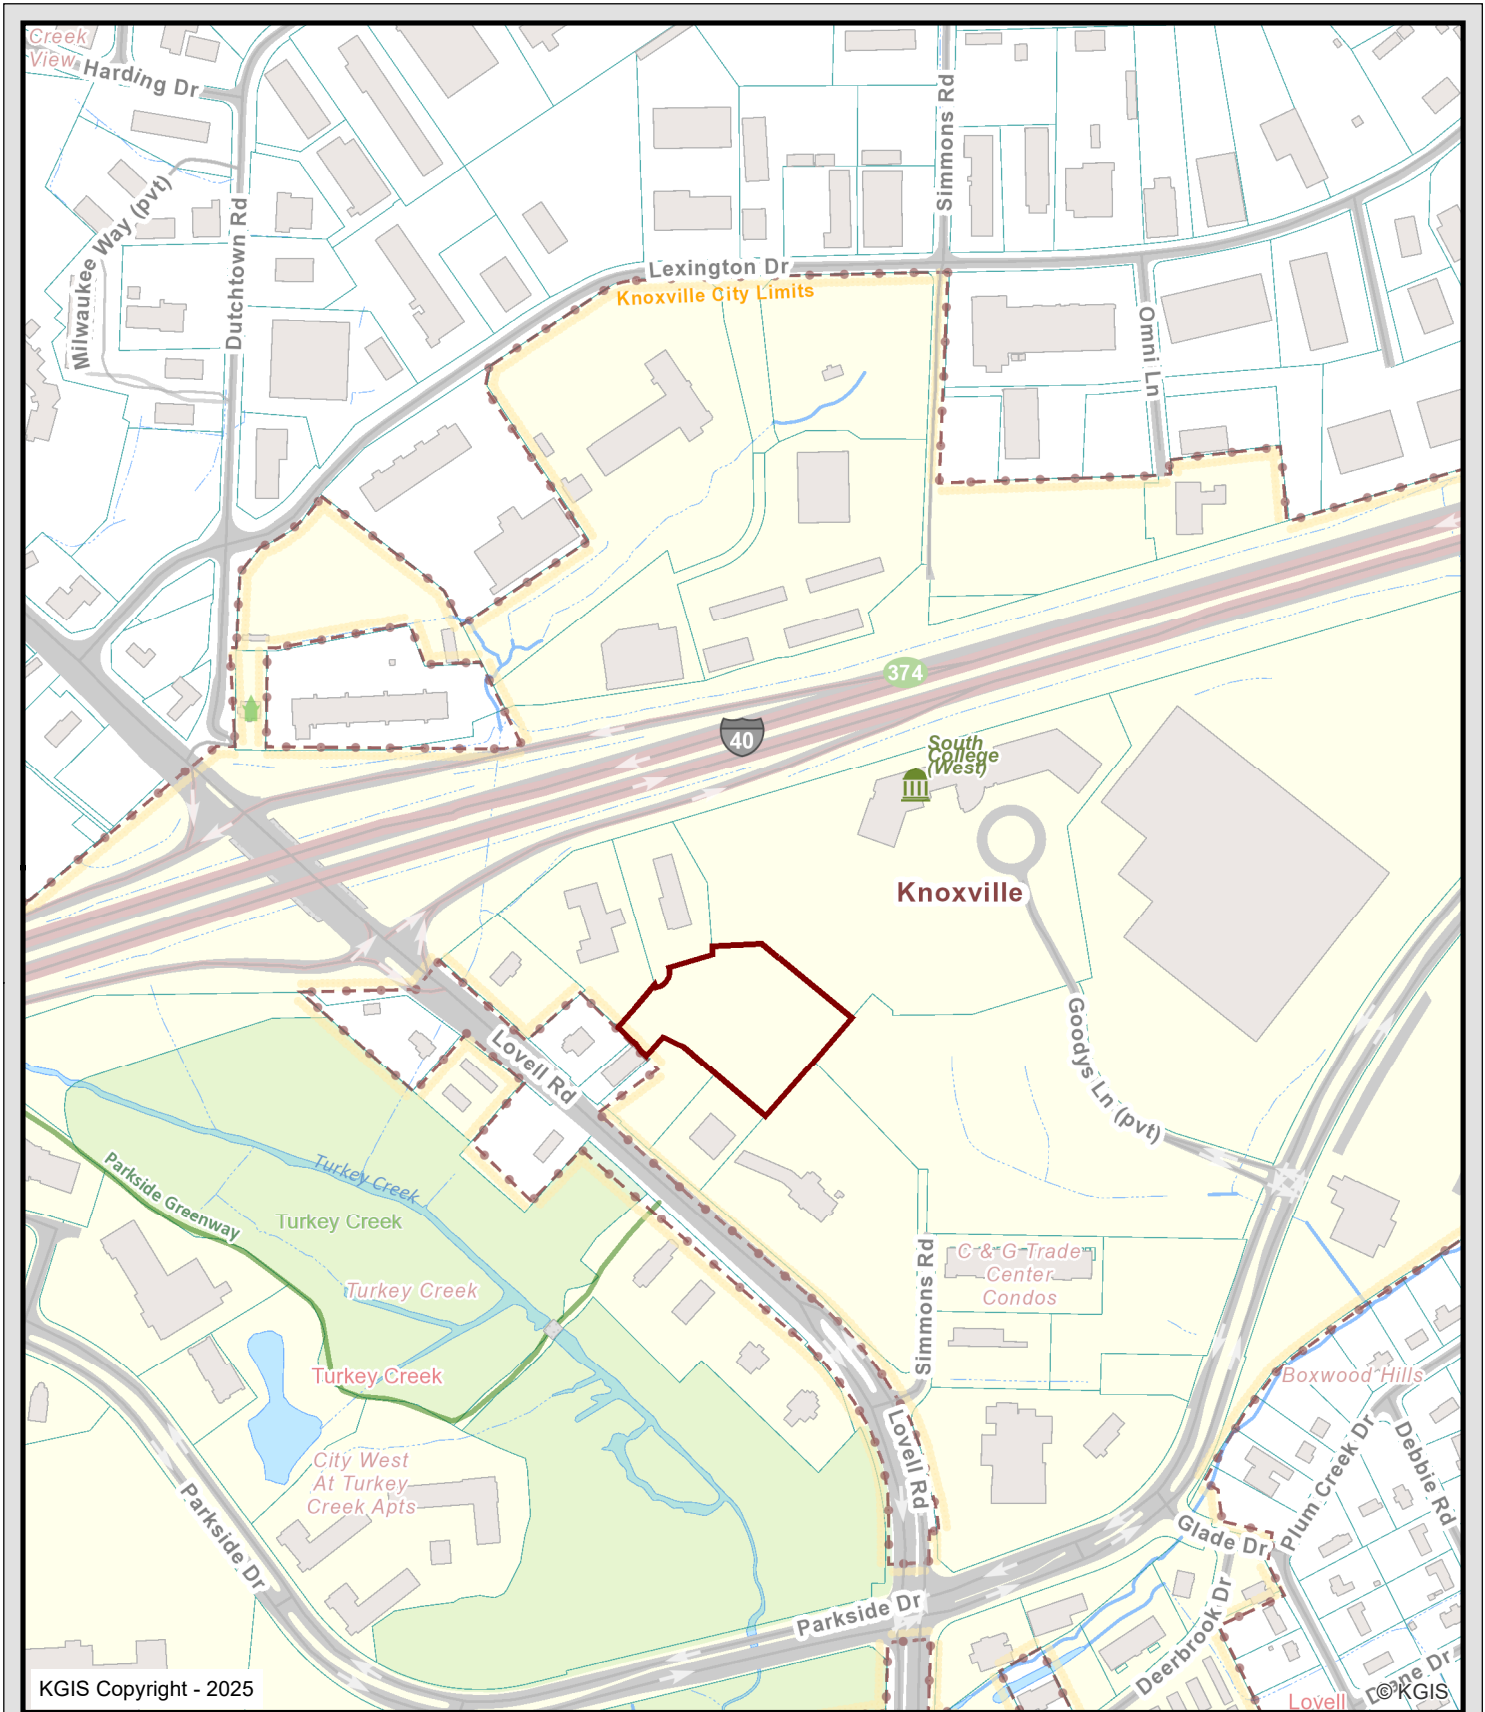 Creek
View
Harding Dr
Simmons Rd
Milwaukee Way (pvt)
Dutchtown Rd
Lexington Dr
Knoxville City Limits
Omni Ln
374
40
South
College
(West)
Knoxville
Goodys Ln (pvt)
Lovell Rd
Parkside Greenway
Turkey Creek
Turkey Creek
Turkey Creek
Turkey Creek
Simmons Rd
C & G Trade
Center
Condos
Boxwood Hills
City West
At Turkey
Creek Apts
Lovell Rd
Plum Creek Dr
Debbie Rd
Parkside Dr
Glade Dr
Parkside Dr
Deerbrook Dr
Lovell
Diane Dr
KGIS Copyright - 2025
© KGIS